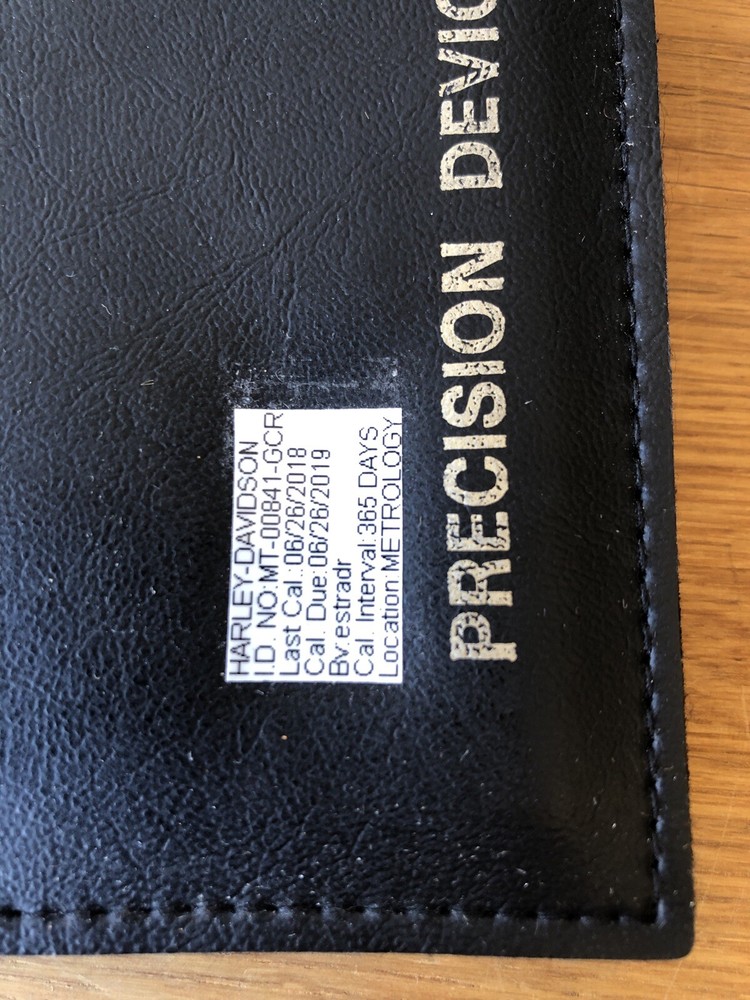 HARLEY-DAVIDSON
I.D. NO:MT-00841-GCR
Last Cal.:06/26/2018
Cal. Due:06/26/2019
By:estradr
Cal. Interval:365 DAYS
Location:METROLOGY
PRECISION DEVIC